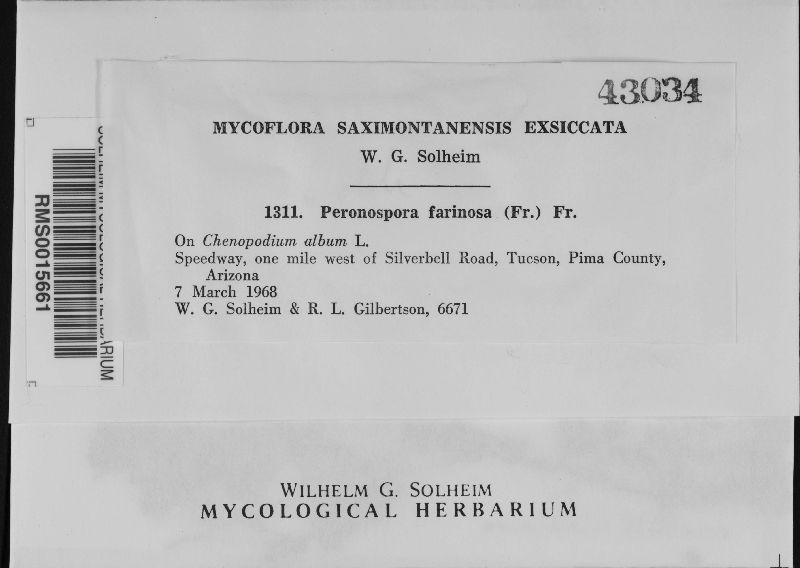 43034
MYCOFLORA SAXIMONTANENSIS EXSICCATA
W. G. Solheim
1311. Peronospora farinosa (Fr.) Fr.
On Chenopodium album L.
Speedway, one mile west of Silverbell Road, Tucson, Pima County,
Arizona
7 March 1968
W. G. Solheim & R. L. Gilbertson, 6671
RMS0015661
WILHELM G. SOLHEIM
MYCOLOGICAL HERBARIUM